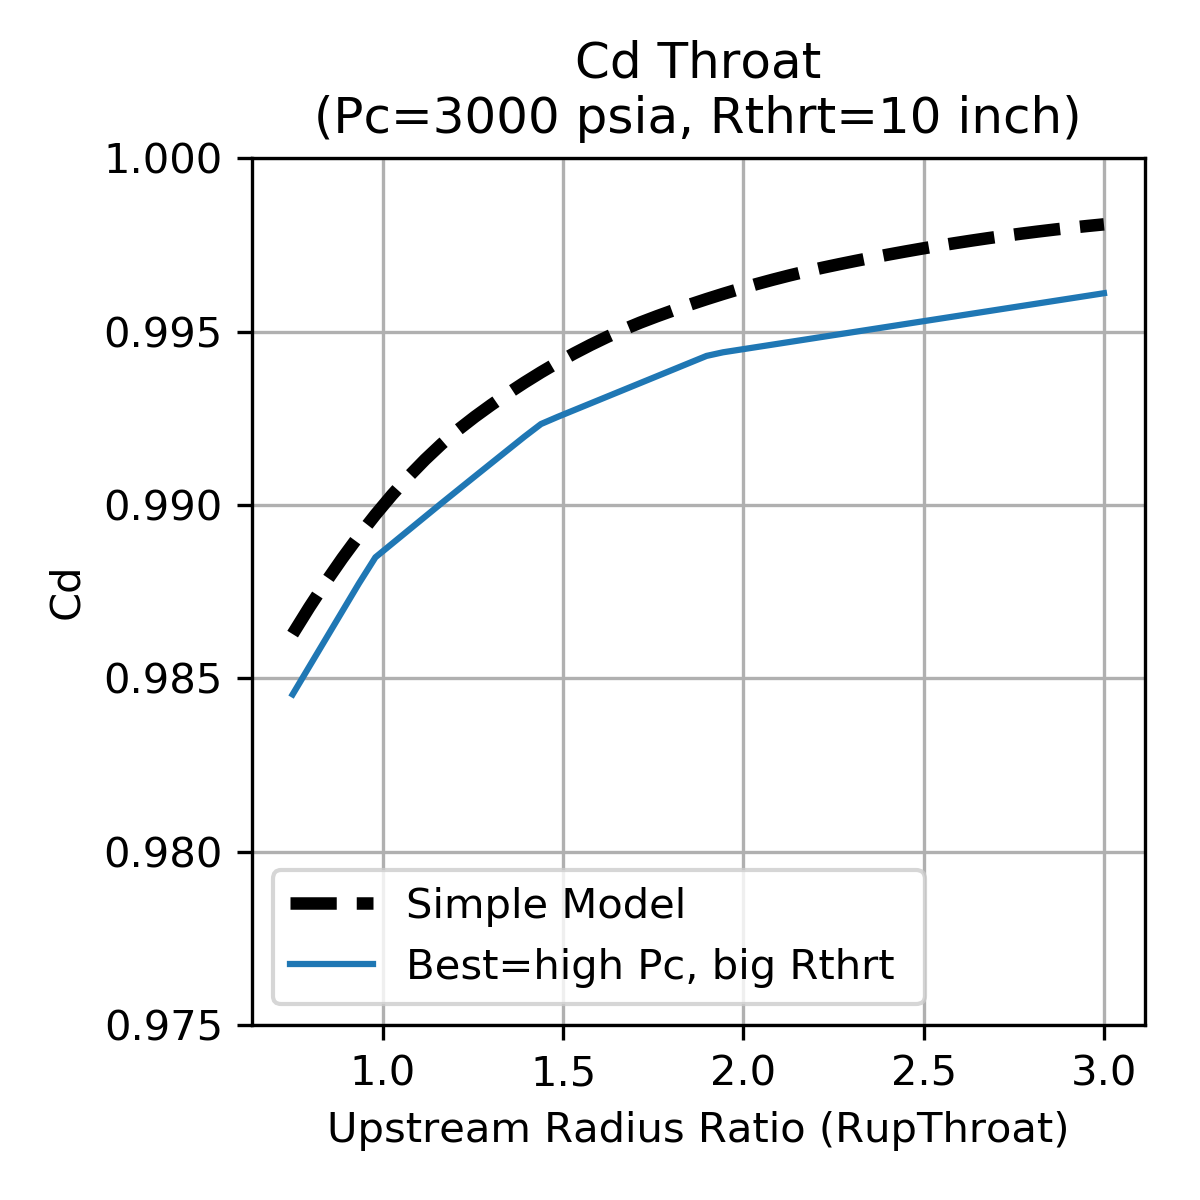 Cd Throat
(Pc=3000 psia, Rthrt=10 inch)
1.000
0.995
0.990
0.985
0.980
0.975
Cd
Simple Model
Best=high Pc, big Rthrt
1.0 1.5 2.0 2.5 3.0
Upstream Radius Ratio (RupThroat)